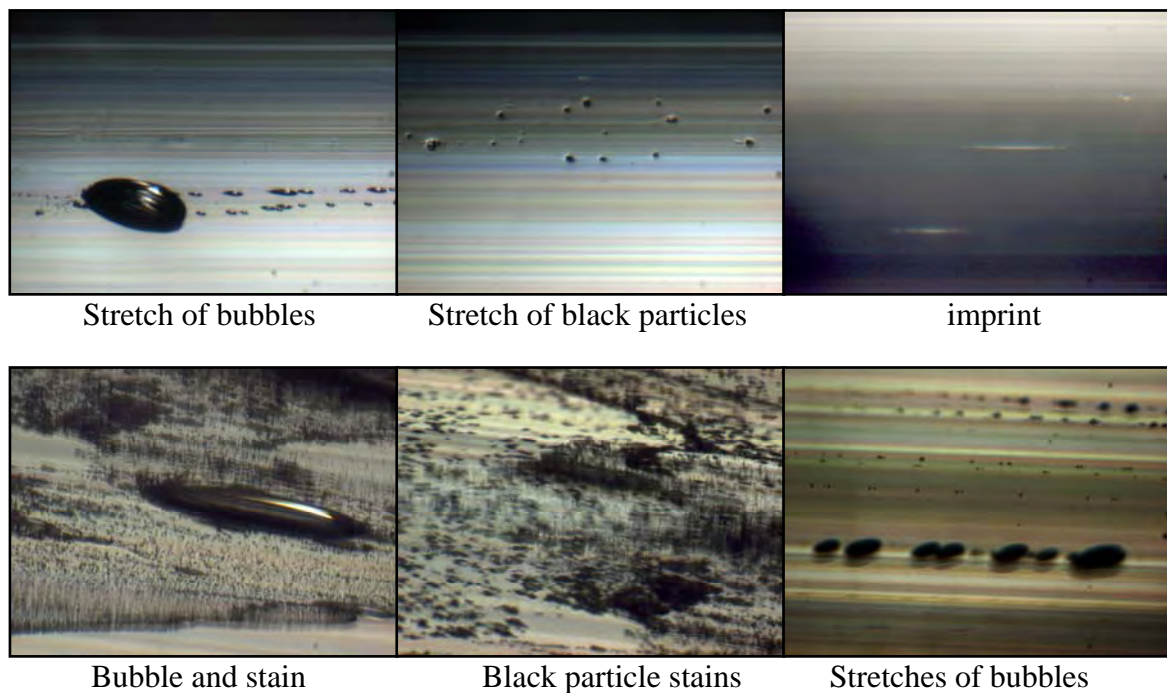 Stretch of bubbles
Stretch of black particles
imprint
Bubble and stain
Black particle stains
Stretches of bubbles